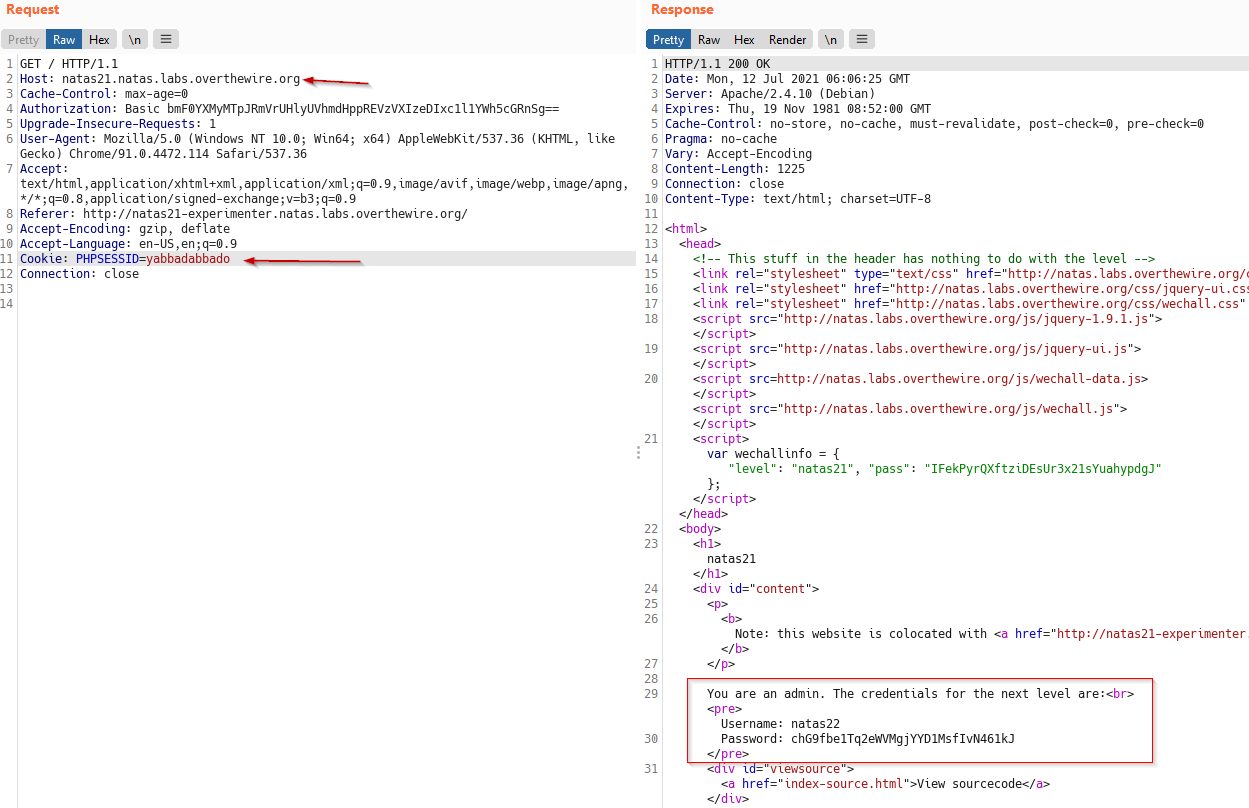 Request
Pretty Raw Hex \n
1 GET / HTTP/1.1
2 Host: natas21.natas.labs.overthewire.org
3 Cache-Control: max-age=0
4 Authorization: Basic bmF0YXMyMTpJRmVrUHlyUVhmdHppREVzVXIzeDIxc1l1YWh5cGRnSg==
5 Upgrade-Insecure-Requests: 1
6 User-Agent: Mozilla/5.0 (Windows NT 10.0; Win64; x64) AppleWebKit/537.36 (KHTML, like
Gecko) Chrome/91.0.4472.114 Safari/537.36
7 Accept:
text/html,application/xhtml+xml,application/xml;q=0.9,image/avif,image/webp,image/apng,
*/*;q=0.8,application/signed-exchange;v=b3;q=0.9
8 Referer: http://natas21-experimenter.natas.labs.overthewire.org/
9 Accept-Encoding: gzip, deflate
10 Accept-Language: en-US,en;q=0.9
11 Cookie: PHPSESSID=yabbadabbado
12 Connection: close
13
14
Response
Pretty Raw Hex Render \n
1 HTTP/1.1 200 OK
2 Date: Mon, 12 Jul 2021 06:06:25 GMT
3 Server: Apache/2.4.10 (Debian)
4 Expires: Thu, 19 Nov 1981 08:52:00 GMT
5 Cache-Control: no-store, no-cache, must-revalidate, post-check=0, pre-check=0
6 Pragma: no-cache
7 Vary: Accept-Encoding
8 Content-Length: 1225
9 Connection: close
10 Content-Type: text/html; charset=UTF-8
11
12 <html>
13 <head>
14 <!-- This stuff in the header has nothing to do with the level -->
15 <link rel="stylesheet" type="text/css" href="http://natas.labs.overthewire.org/c
16 <link rel="stylesheet" href="http://natas.labs.overthewire.org/css/jquery-ui.css
17 <link rel="stylesheet" href="http://natas.labs.overthewire.org/css/wechall.css"
18 <script src="http://natas.labs.overthewire.org/js/jquery-1.9.1.js">
</script>
19 <script src="http://natas.labs.overthewire.org/js/jquery-ui.js">
</script>
20 <script src=http://natas.labs.overthewire.org/js/wechall-data.js>
</script>
<script src="http://natas.labs.overthewire.org/js/wechall.js">
</script>
21 <script>
var wechallinfo = {
"level": "natas21", "pass": "IFekPyrQXftziDEsUr3x21sYuahypdgJ"
};
</script>
</head>
22 <body>
23 <h1>
natas21
</h1>
24 <div id="content">
25 <p>
26 <b>
Note: this website is colocated with <a href="http://natas21-experimenter.
</b>
27 </p>
28
29 You are an admin. The credentials for the next level are:<br>
<pre>
Username: natas22
30 Password: chG9fbe1Tq2eWVMgjYYD1MsfIvN461kJ
</pre>
31 <div id="viewsource">
<a href="index-source.html">View sourcecode</a>
</div>